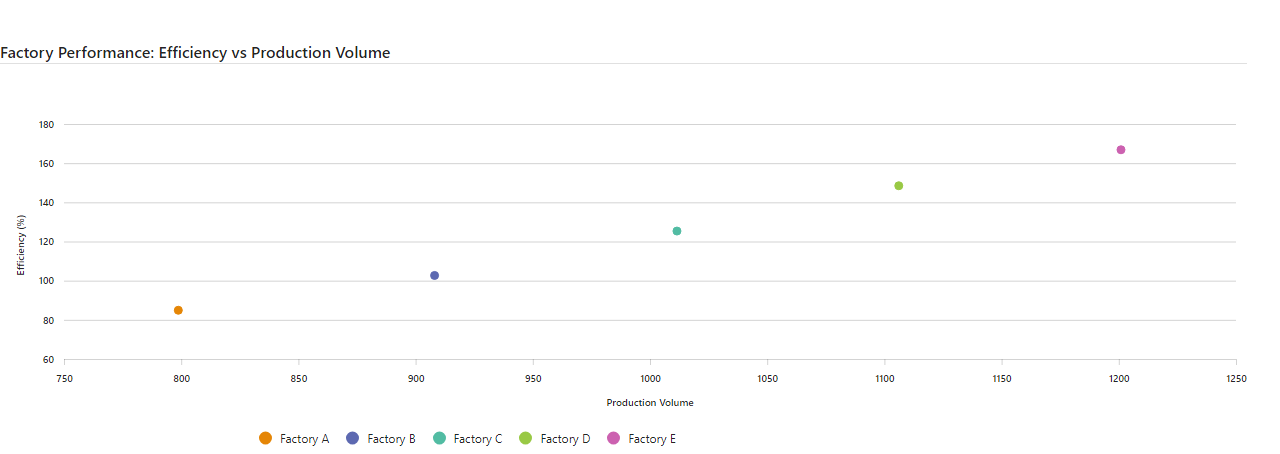 Factory Performance: Efficiency vs Production Volume
180
160
140
120
100
80
60
Efficiency (%)
750 800 850 900 950 1000 1050 1100 1150 1200 1250
Production Volume
Factory A Factory B Factory C Factory D Factory E